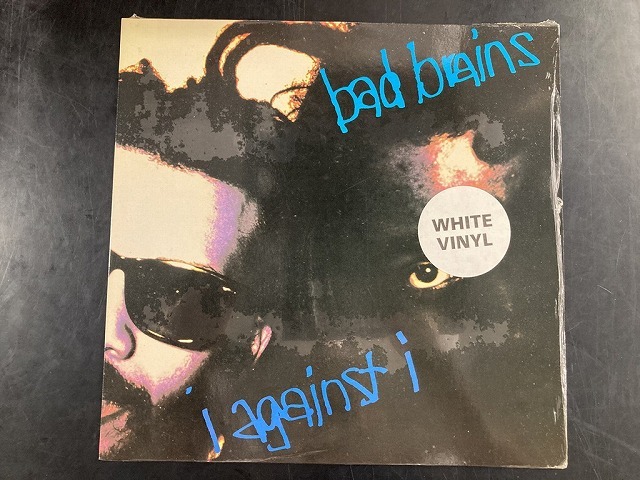 bad brains
WHITE
VINYL
i against i